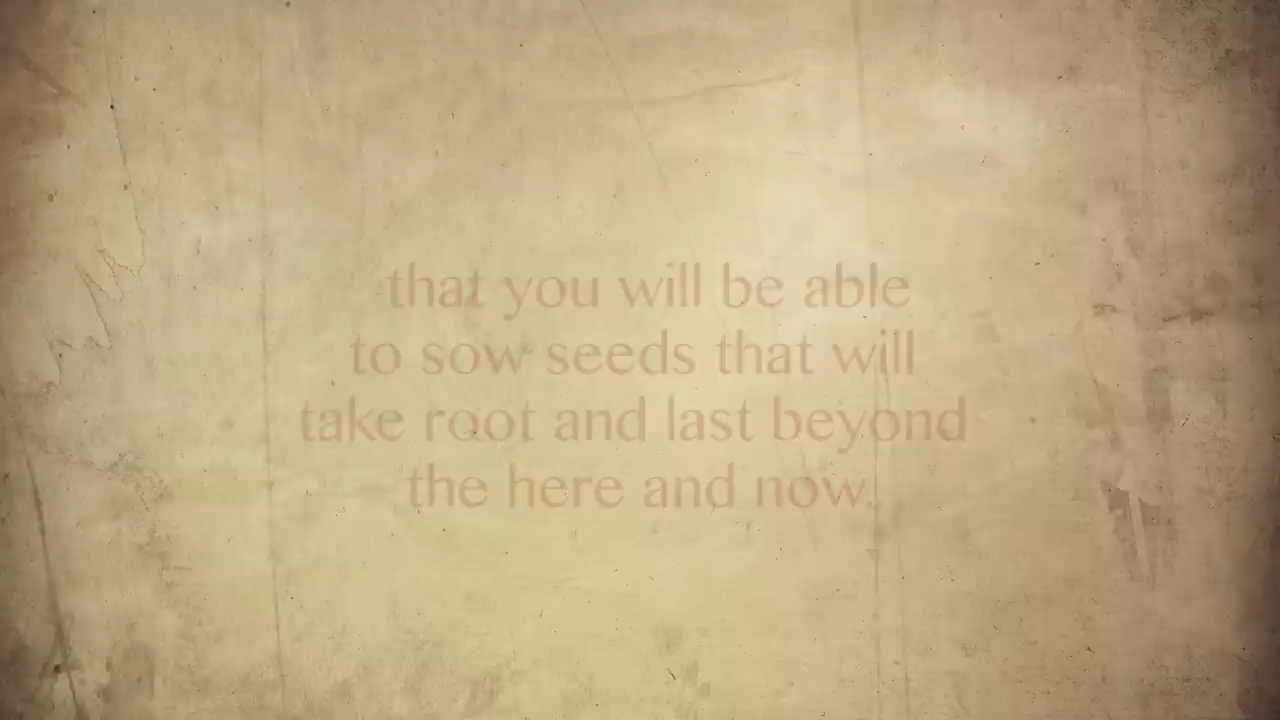 that you will be able
to sow seeds that will
take root and last beyond
the here and now.